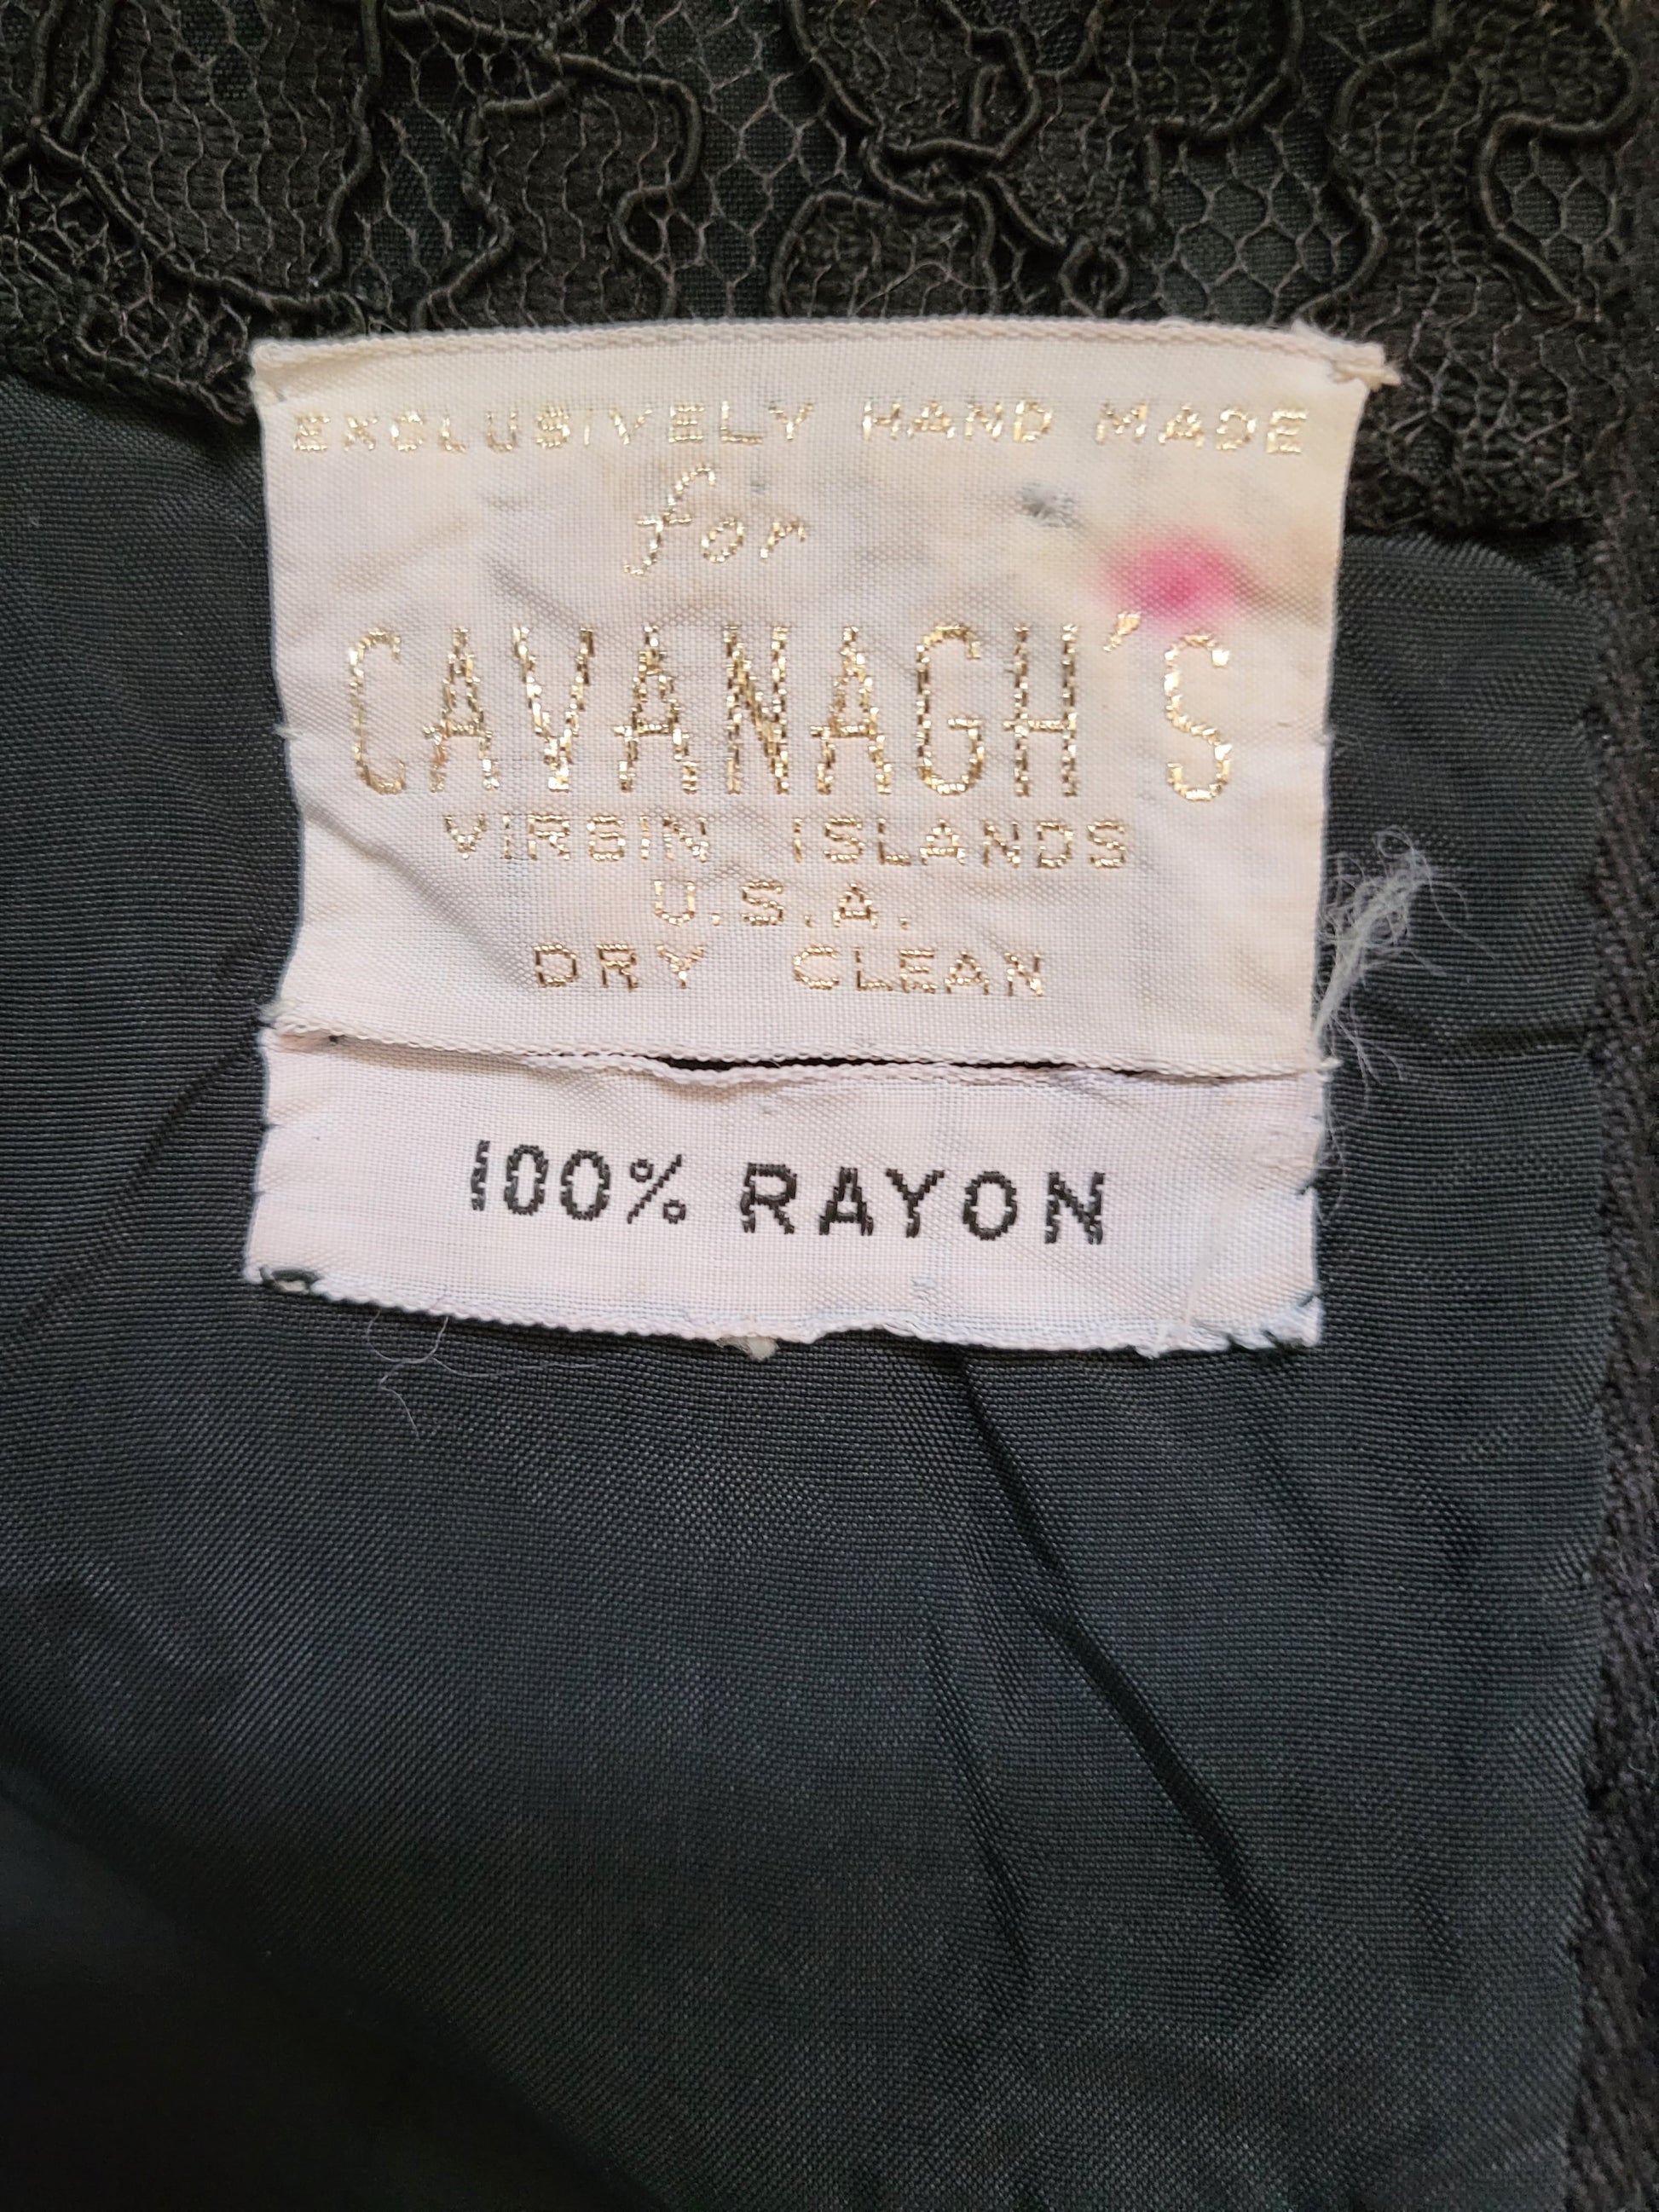 EXCLUSIVELY HAND MADE
for
CAVANAGH'S
VIRGIN ISLANDS
U.S.A.
DRY CLEAN
100% RAYON